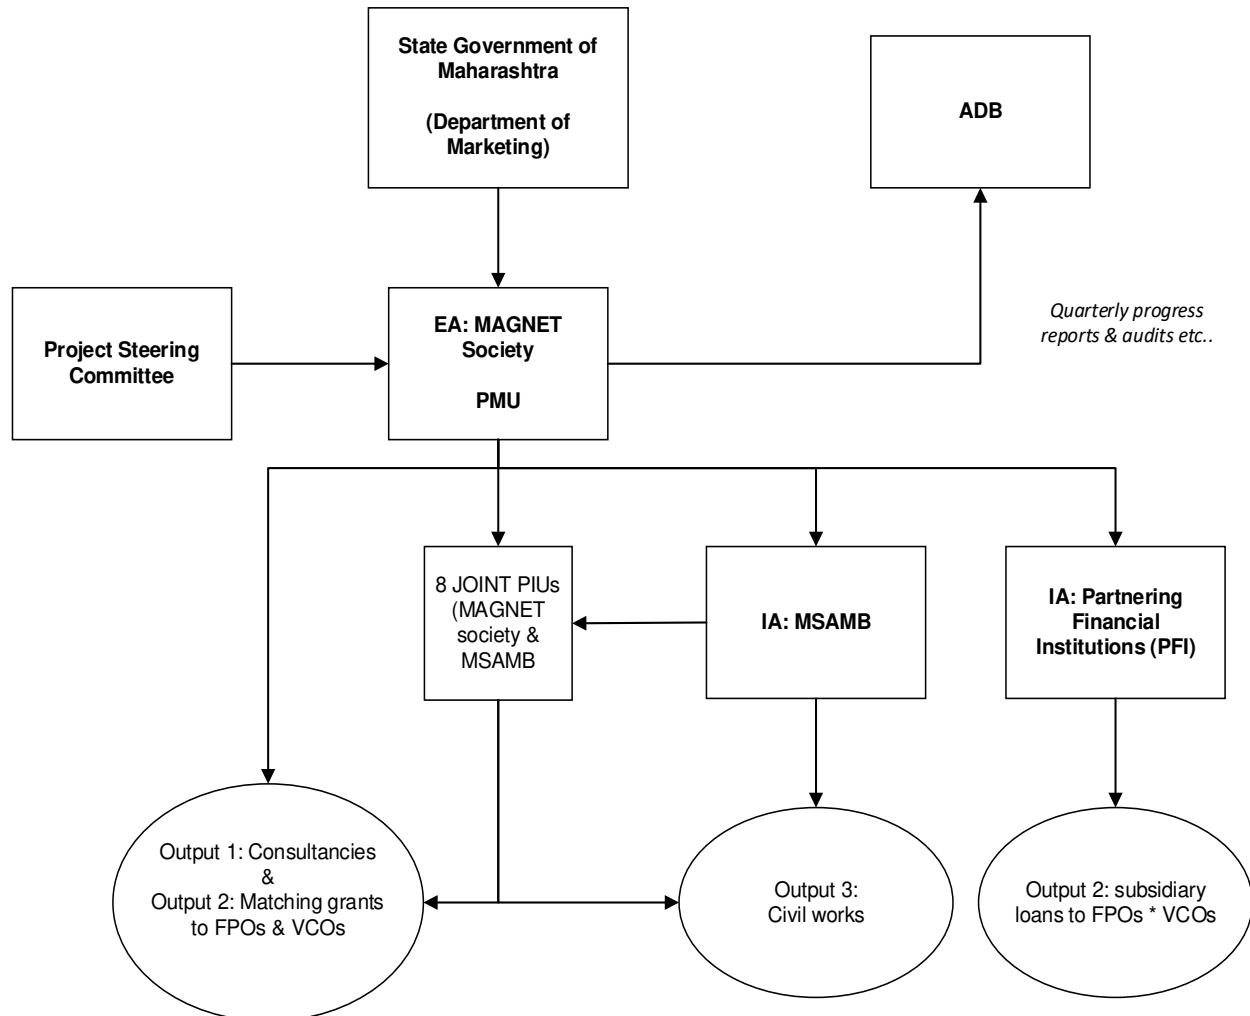 State Government of
Maharashtra
(Department of
Marketing)
ADB
Project Steering
Committee
EA: MAGNET
Society
PMU
Quarterly progress
reports & audits etc..
8 JOINT PIUs
(MAGNET
society &
MSAMB
IA: MSAMB
IA: Partnering
Financial
Institutions (PFI)
Output 1: Consultancies
&
Output 2: Matching grants
to FPOs & VCOs
Output 3:
Civil works
Output 2: subsidiary
loans to FPOs * VCOs